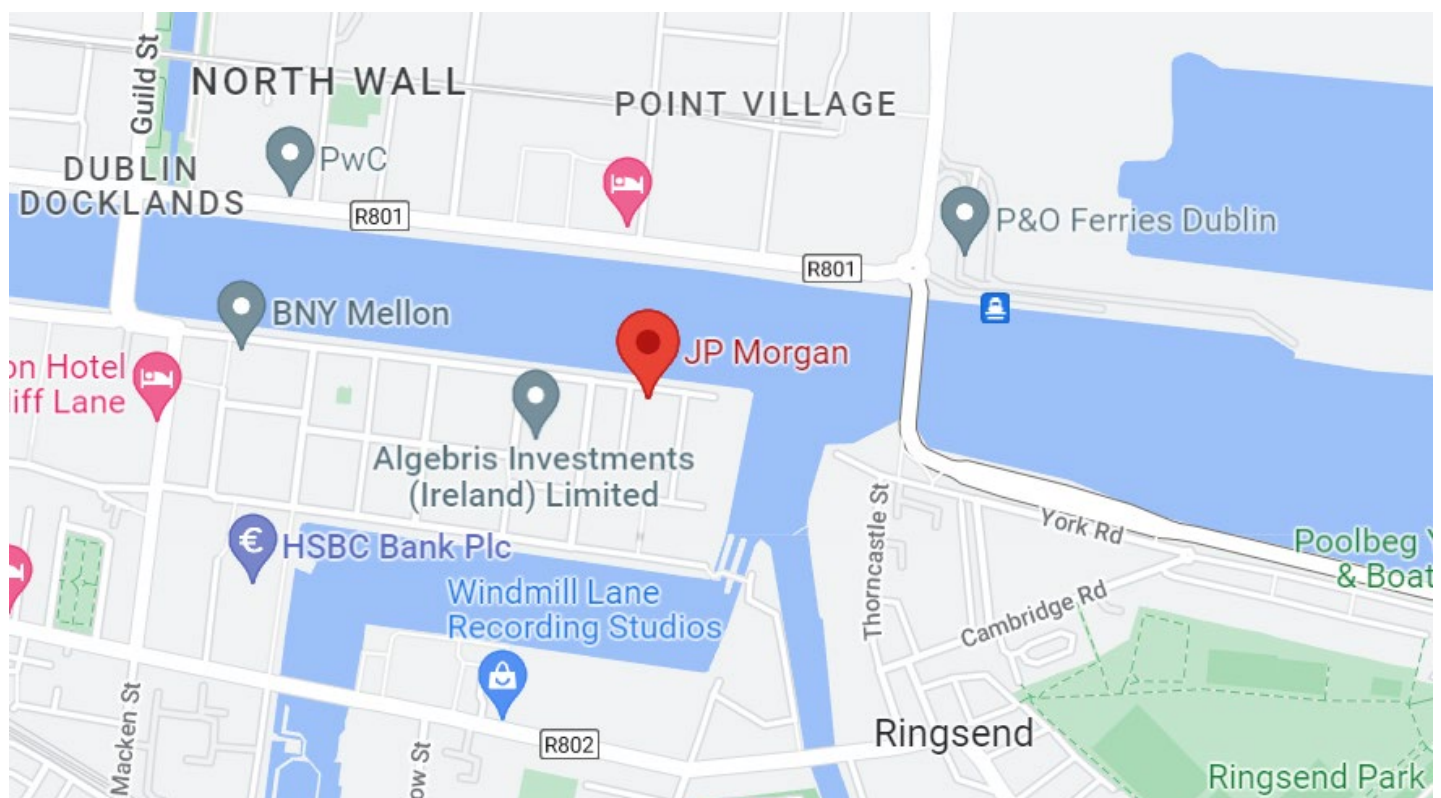 Guild St
NORTH WALL
POINT VILLAGE
PwC
DUBLIN
DOCKLANDS
R801
P&O Ferries Dublin
R801
BNY Mellon
JP Morgan
on Hotel
iff Lane
Algebris Investments
(Ireland) Limited
Thorncastle St
York Rd
HSBC Bank Plc
€
Poolbeg Y
& Boat
Windmill Lane
Recording Studios
Cambridge Rd
Macken St
ow St
R802
Ringsend
Ringsend Park